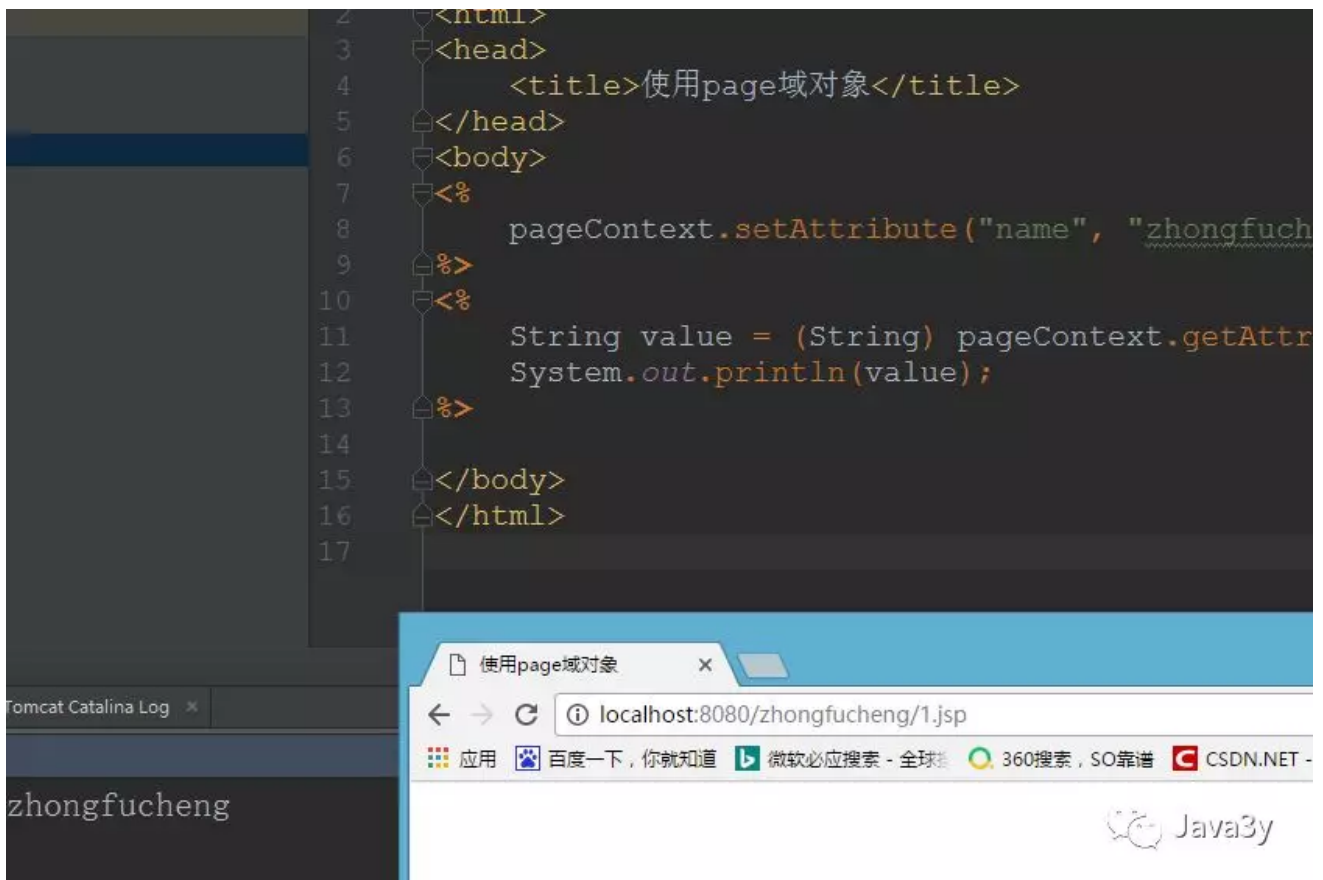 2 <html>
3 <head>
4 <title>使用page域对象</title>
5 </head>
6 <body>
7 <%
8 pageContext.setAttribute("name", "zhongfuch
9 %>
10 <%
11 String value = (String) pageContext.getAttr
12 System.out.println(value);
13 %>
14
15 </body>
16 </html>
17
使用page域对象
Tomcat Catalina Log
localhost:8080/zhongfucheng/1.jsp
应用 百度一下，你就知道 微软必应搜索 - 全球 360搜索，SO靠谱 CSDN.NET -
zhongfucheng
Java3y